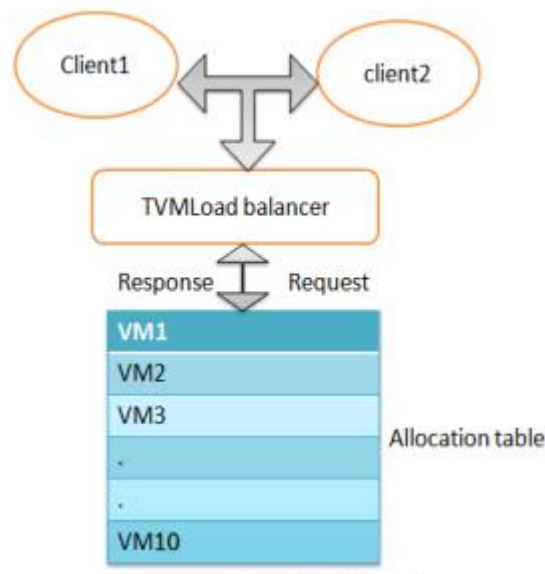 Client1
client2
TVMLoad balancer
Response
Request
VM1
VM2
VM3
.
.
VM10
Allocation table